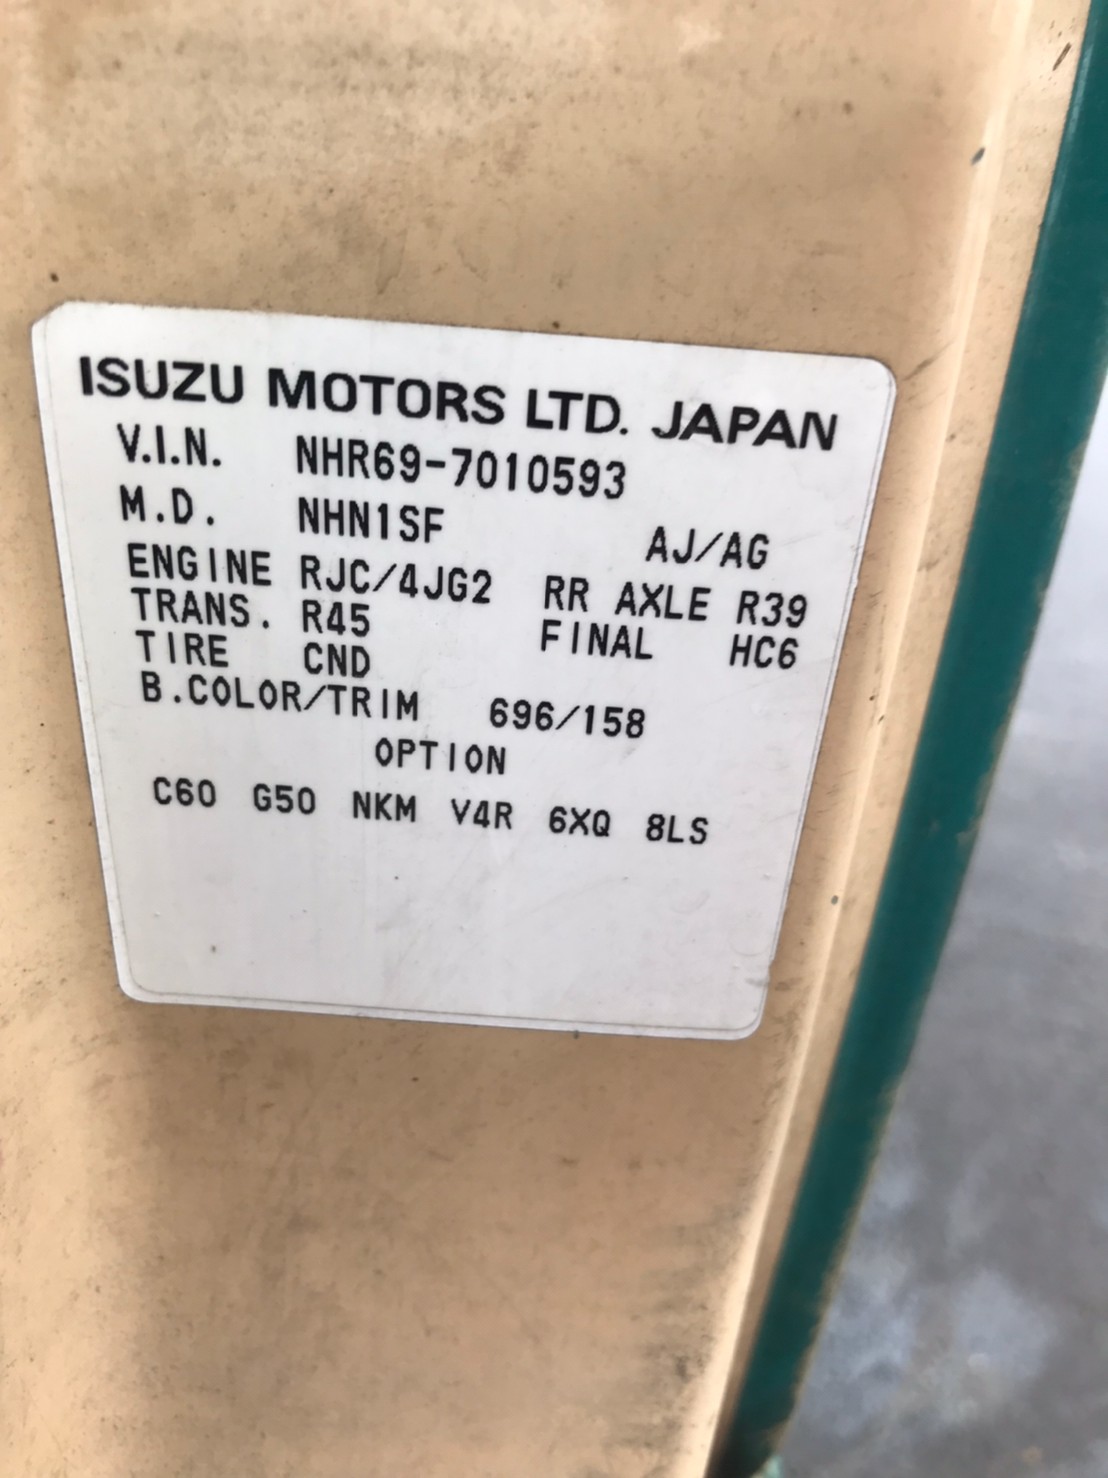 ISUZU MOTORS LTD. JAPAN
V.I.N. NHR69-7010593
M.D. NHN1SF AJ/AG
ENGINE RJC/4JG2 RR AXLE R39
TRANS. R45 FINAL HC6
TIRE CND
B.COLOR/TRIM 696/158
OPTION
C60 G50 NKM V4R 6XQ 8LS